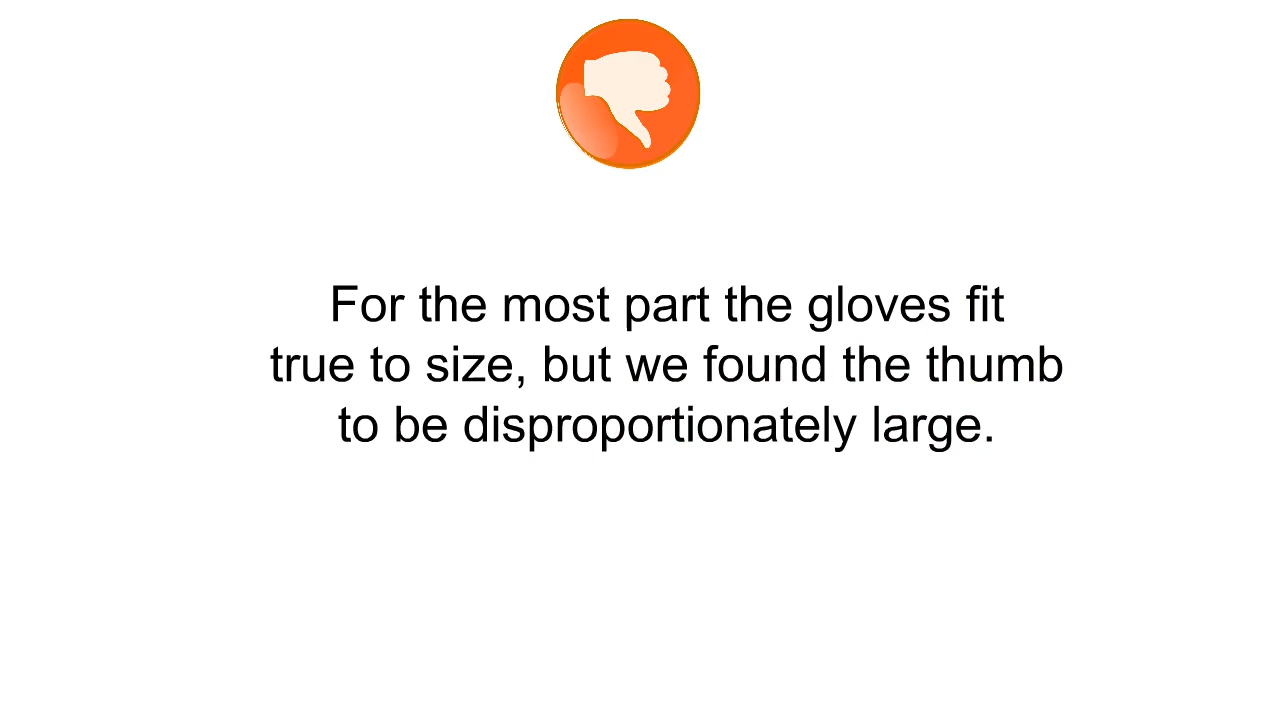 For the most part the gloves fit
true to size, but we found the thumb
to be disproportionately large.